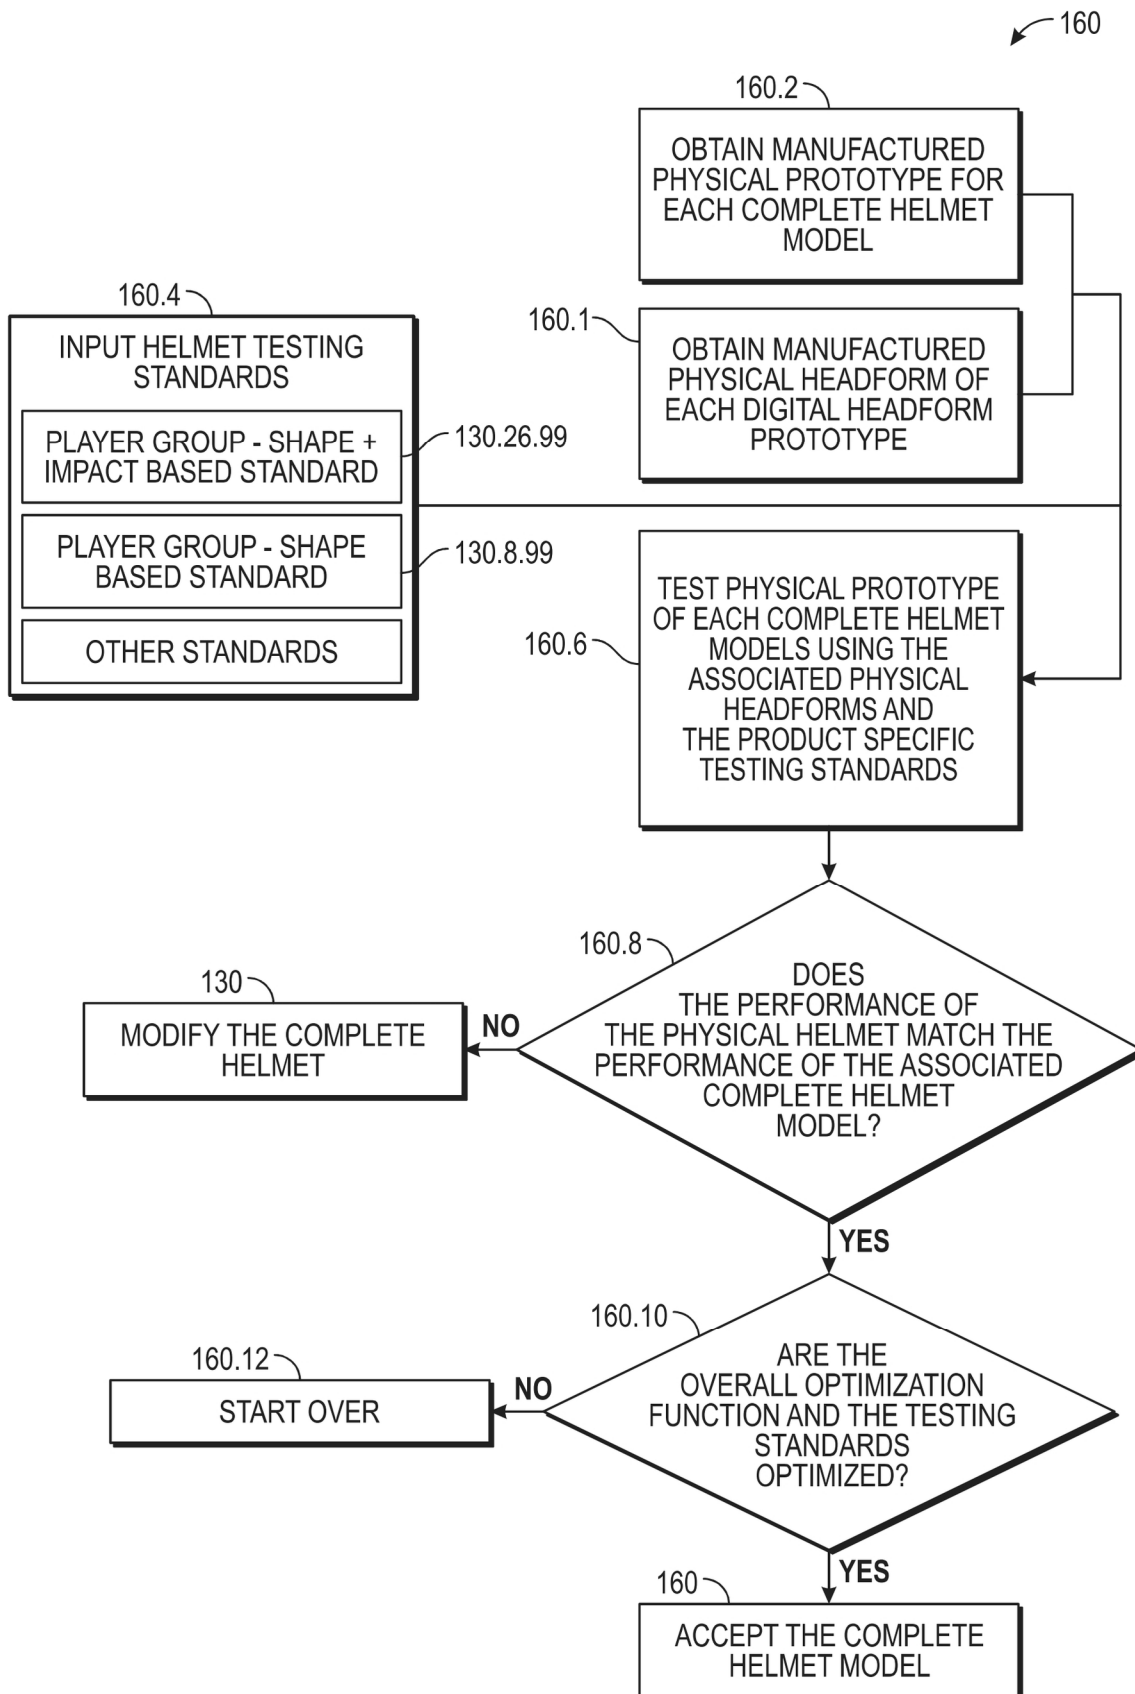 160
160.2
OBTAIN MANUFACTURED
PHYSICAL PROTOTYPE FOR
EACH COMPLETE HELMET
MODEL
160.4
INPUT HELMET TESTING
STANDARDS
PLAYER GROUP - SHAPE +
IMPACT BASED STANDARD
130.26.99
PLAYER GROUP - SHAPE
BASED STANDARD
130.8.99
OTHER STANDARDS
160.1
OBTAIN MANUFACTURED
PHYSICAL HEADFORM OF
EACH DIGITAL HEADFORM
PROTOTYPE
160.6
TEST PHYSICAL PROTOTYPE
OF EACH COMPLETE HELMET
MODELS USING THE
ASSOCIATED PHYSICAL
HEADFORMS AND
THE PRODUCT SPECIFIC
TESTING STANDARDS
160.8
DOES
THE PERFORMANCE OF
THE PHYSICAL HELMET MATCH THE
PERFORMANCE OF THE ASSOCIATED
COMPLETE HELMET
MODEL?
NO
130
MODIFY THE COMPLETE
HELMET
YES
160.10
ARE THE
OVERALL OPTIMIZATION
FUNCTION AND THE TESTING
STANDARDS
OPTIMIZED?
NO
160.12
START OVER
YES
160
ACCEPT THE COMPLETE
HELMET MODEL